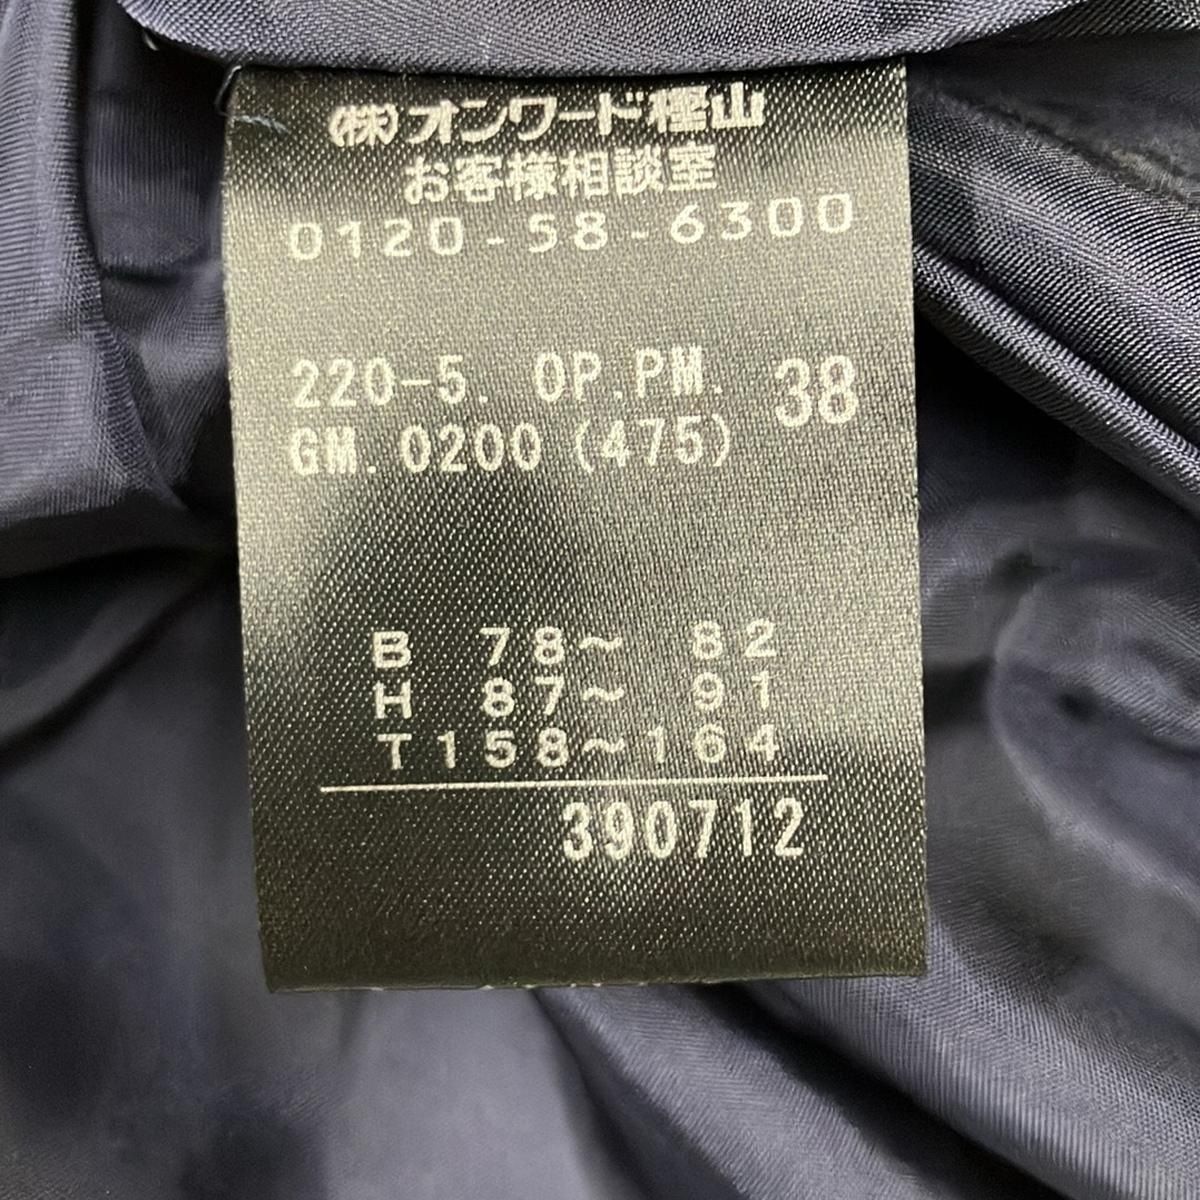 (株)オンワード樫山
お客様相談室
0120-58-6300
220-5. OP.PM. 38
GM.0200 (475)
B 78～ 82
H 87～ 91
T158～164
390712